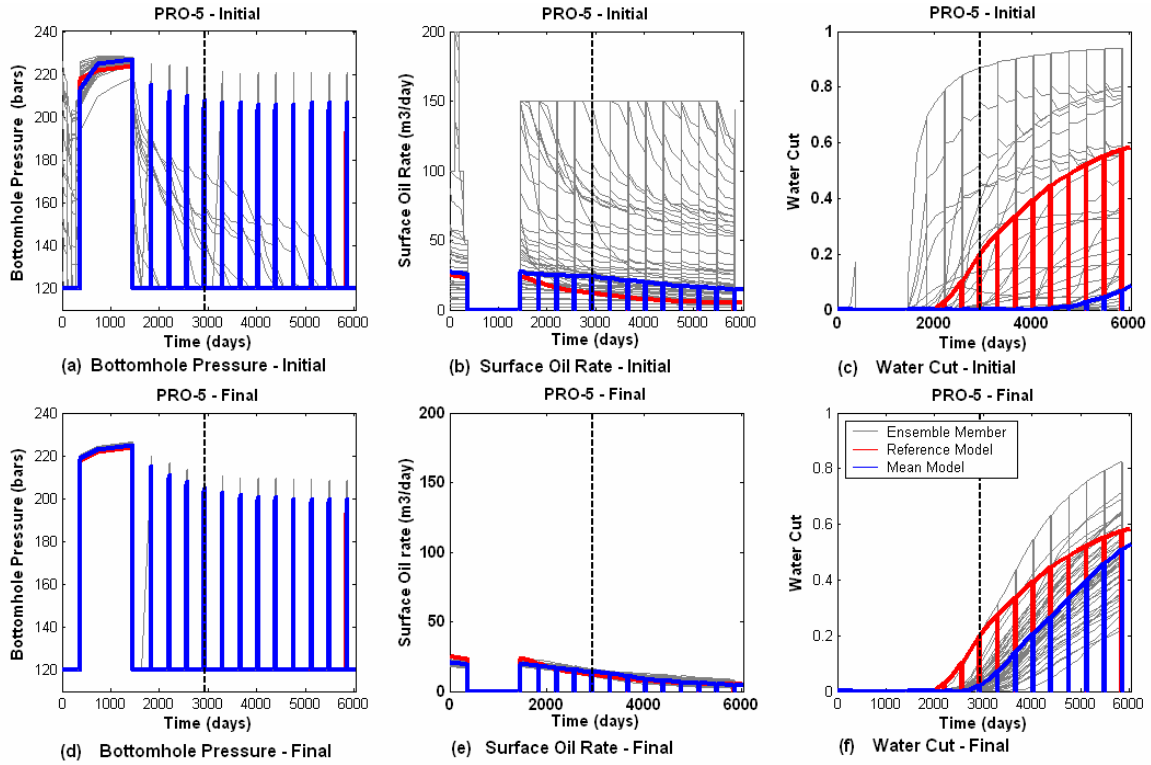 PRO-5 - Initial
240
220
200
180
160
140
120
110
0 1000 2000 3000 4000 5000 6000
Bottomhole Pressure (bars)
Time (days)
(a) Bottomhole Pressure - Initial
PRO-5 - Initial
200
150
100
50
0
0 2000 4000 6000
Surface Oil Rate (m3/day)
Time (days)
(b) Surface Oil Rate - Initial
PRO-5 - Initial
1
0.8
0.6
0.4
0.2
0
0 2000 4000 6000
Water Cut
Time (days)
(c) Water Cut - Initial
PRO-5 - Final
240
220
200
180
160
140
120
110
0 1000 2000 3000 4000 5000 6000
Bottomhole Pressure (bars)
Time (days)
(d) Bottomhole Pressure - Final
PRO-5 - Final
200
150
100
50
0
0 2000 4000 6000
Surface Oil rate (m3/day)
Time (days)
(e) Surface Oil Rate - Final
PRO-5 - Final
1
0.8
0.6
0.4
0.2
0
0 1000 2000 3000 4000 5000 6000
Water Cut
Time (days)
Ensemble Member
Reference Model
Mean Model
(f) Water Cut - Final